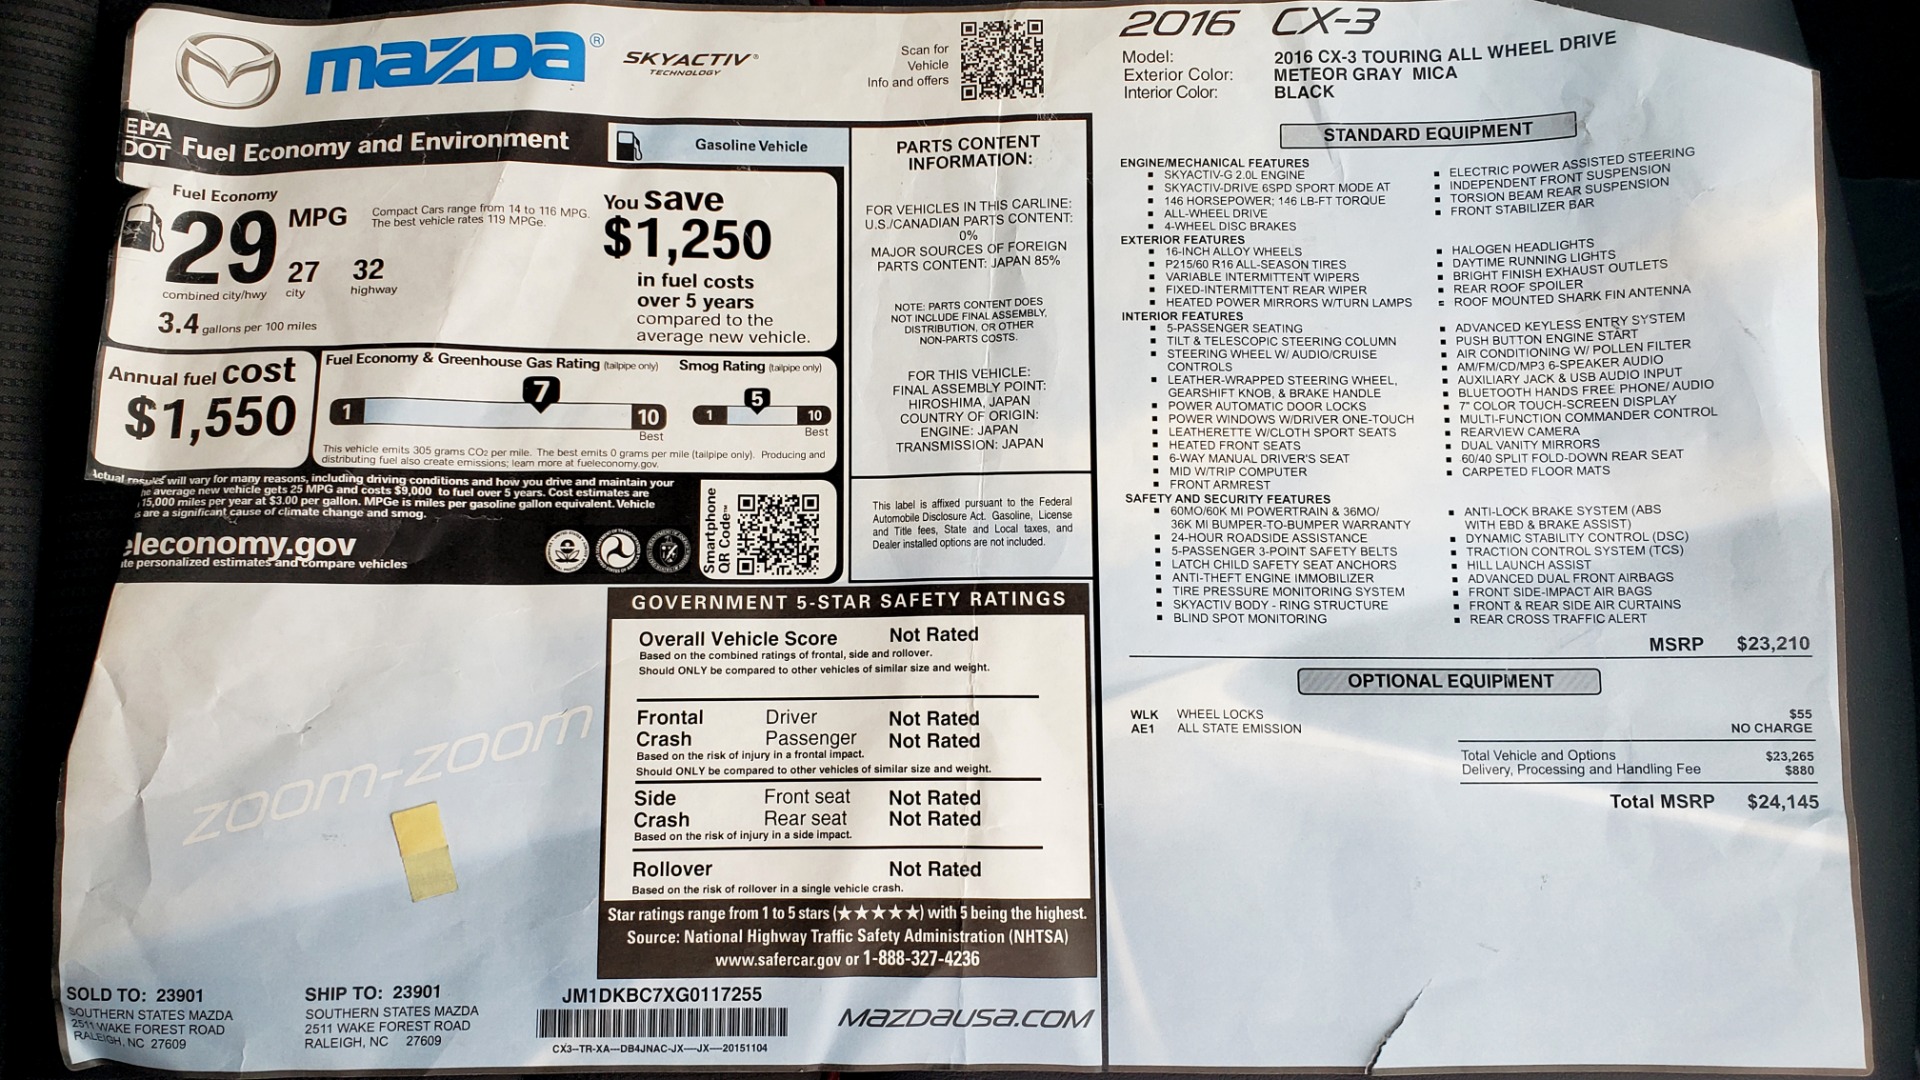 mazda®
SKYACTIV®
TECHNOLOGY
Scan for
Vehicle
Info and offers
EPA
DOT Fuel Economy and Environment
Gasoline Vehicle
Fuel Economy
29 MPG
Compact Cars range from 14 to 116 MPG.
The best vehicle rates 119 MPGe.
27 32
combined city/hwy city highway
3.4 gallons per 100 miles
You save
$1,250
in fuel costs
over 5 years
compared to the
average new vehicle.
Annual fuel cost
$1,550
Fuel Economy & Greenhouse Gas Rating (tailpipe only)
7
1 10
Best
Smog Rating (tailpipe only)
5
1 10
Best
This vehicle emits 305 grams CO2 per mile. The best emits 0 grams per mile (tailpipe only). Producing and
distributing fuel also create emissions; learn more at fueleconomy.gov.
Actual results will vary for many reasons, including driving conditions and how you drive and maintain your
he average new vehicle gets 25 MPG and costs $9,000 to fuel over 5 years. Cost estimates are
15,000 miles per year at $3.00 per gallon. MPGe is miles per gasoline gallon equivalent. Vehicle
s are a significant cause of climate change and smog.
eleconomy.gov
te personalized estimates and compare vehicles
Smartphone
QR Code™
PARTS CONTENT
INFORMATION:
FOR VEHICLES IN THIS CARLINE:
U.S./CANADIAN PARTS CONTENT:
0%
MAJOR SOURCES OF FOREIGN
PARTS CONTENT: JAPAN 85%
NOTE: PARTS CONTENT DOES
NOT INCLUDE FINAL ASSEMBLY,
DISTRIBUTION, OR OTHER
NON-PARTS COSTS.
FOR THIS VEHICLE:
FINAL ASSEMBLY POINT:
HIROSHIMA, JAPAN
COUNTRY OF ORIGIN:
ENGINE: JAPAN
TRANSMISSION: JAPAN
This label is affixed pursuant to the Federal
Automobile Disclosure Act. Gasoline, License
and Title fees, State and Local taxes, and
Dealer installed options are not included.
GOVERNMENT 5-STAR SAFETY RATINGS
Overall Vehicle Score Not Rated
Based on the combined ratings of frontal, side and rollover.
Should ONLY be compared to other vehicles of similar size and weight.
Frontal Driver Not Rated
Crash Passenger Not Rated
Based on the risk of injury in a frontal impact.
Should ONLY be compared to other vehicles of similar size and weight.
Side Front seat Not Rated
Crash Rear seat Not Rated
Based on the risk of injury in a side impact.
Rollover Not Rated
Based on the risk of rollover in a single vehicle crash.
Star ratings range from 1 to 5 stars (★★★★★) with 5 being the highest.
Source: National Highway Traffic Safety Administration (NHTSA)
www.safercar.gov or 1-888-327-4236
zoom-zoom
SOLD TO: 23901
SOUTHERN STATES MAZDA
2511 WAKE FOREST ROAD
RALEIGH, NC 27609
SHIP TO: 23901
SOUTHERN STATES MAZDA
2511 WAKE FOREST ROAD
RALEIGH, NC 27609
JM1DKBC7XG0117255
CX3--TR-XA---DB4JNAC-JX----JX----20151104
MAZDAUSA.COM
2016 CX-3
Model: 2016 CX-3 TOURING ALL WHEEL DRIVE
Exterior Color: METEOR GRAY MICA
Interior Color: BLACK
STANDARD EQUIPMENT
ENGINE/MECHANICAL FEATURES
▪ SKYACTIV-G 2.0L ENGINE
▪ SKYACTIV-DRIVE 6SPD SPORT MODE AT
▪ 146 HORSEPOWER; 146 LB-FT TORQUE
▪ ALL-WHEEL DRIVE
▪ 4-WHEEL DISC BRAKES
▪ ELECTRIC POWER ASSISTED STEERING
▪ INDEPENDENT FRONT SUSPENSION
▪ TORSION BEAM REAR SUSPENSION
▪ FRONT STABILIZER BAR
EXTERIOR FEATURES
▪ 16-INCH ALLOY WHEELS
▪ P215/60 R16 ALL-SEASON TIRES
▪ VARIABLE INTERMITTENT WIPERS
▪ FIXED-INTERMITTENT REAR WIPER
▪ HEATED POWER MIRRORS W/TURN LAMPS
▪ HALOGEN HEADLIGHTS
▪ DAYTIME RUNNING LIGHTS
▪ BRIGHT FINISH EXHAUST OUTLETS
▪ REAR ROOF SPOILER
▪ ROOF MOUNTED SHARK FIN ANTENNA
INTERIOR FEATURES
▪ 5-PASSENGER SEATING
▪ TILT & TELESCOPIC STEERING COLUMN
▪ STEERING WHEEL W/ AUDIO/CRUISE
CONTROLS
▪ LEATHER-WRAPPED STEERING WHEEL,
GEARSHIFT KNOB, & BRAKE HANDLE
▪ POWER AUTOMATIC DOOR LOCKS
▪ POWER WINDOWS W/DRIVER ONE-TOUCH
▪ LEATHERETTE W/CLOTH SPORT SEATS
▪ HEATED FRONT SEATS
▪ 6-WAY MANUAL DRIVER'S SEAT
▪ MID W/TRIP COMPUTER
▪ FRONT ARMREST
▪ ADVANCED KEYLESS ENTRY SYSTEM
▪ PUSH BUTTON ENGINE START
▪ AIR CONDITIONING W/ POLLEN FILTER
▪ AM/FM/CD/MP3 6-SPEAKER AUDIO
▪ AUXILIARY JACK & USB AUDIO INPUT
▪ BLUETOOTH HANDS FREE PHONE/ AUDIO
▪ 7" COLOR TOUCH-SCREEN DISPLAY
▪ MULTI-FUNCTION COMMANDER CONTROL
▪ REARVIEW CAMERA
▪ DUAL VANITY MIRRORS
▪ 60/40 SPLIT FOLD-DOWN REAR SEAT
▪ CARPETED FLOOR MATS
SAFETY AND SECURITY FEATURES
▪ 60MO/60K MI POWERTRAIN & 36MO/
36K MI BUMPER-TO-BUMPER WARRANTY
▪ 24-HOUR ROADSIDE ASSISTANCE
▪ 5-PASSENGER 3-POINT SAFETY BELTS
▪ LATCH CHILD SAFETY SEAT ANCHORS
▪ ANTI-THEFT ENGINE IMMOBILIZER
▪ TIRE PRESSURE MONITORING SYSTEM
▪ SKYACTIV BODY - RING STRUCTURE
▪ BLIND SPOT MONITORING
▪ ANTI-LOCK BRAKE SYSTEM (ABS
WITH EBD & BRAKE ASSIST)
▪ DYNAMIC STABILITY CONTROL (DSC)
▪ TRACTION CONTROL SYSTEM (TCS)
▪ HILL LAUNCH ASSIST
▪ ADVANCED DUAL FRONT AIRBAGS
▪ FRONT SIDE-IMPACT AIR BAGS
▪ FRONT & REAR SIDE AIR CURTAINS
▪ REAR CROSS TRAFFIC ALERT
MSRP $23,210
OPTIONAL EQUIPMENT
WLK WHEEL LOCKS $55
AE1 ALL STATE EMISSION NO CHARGE
Total Vehicle and Options $23,265
Delivery, Processing and Handling Fee $880
Total MSRP $24,145